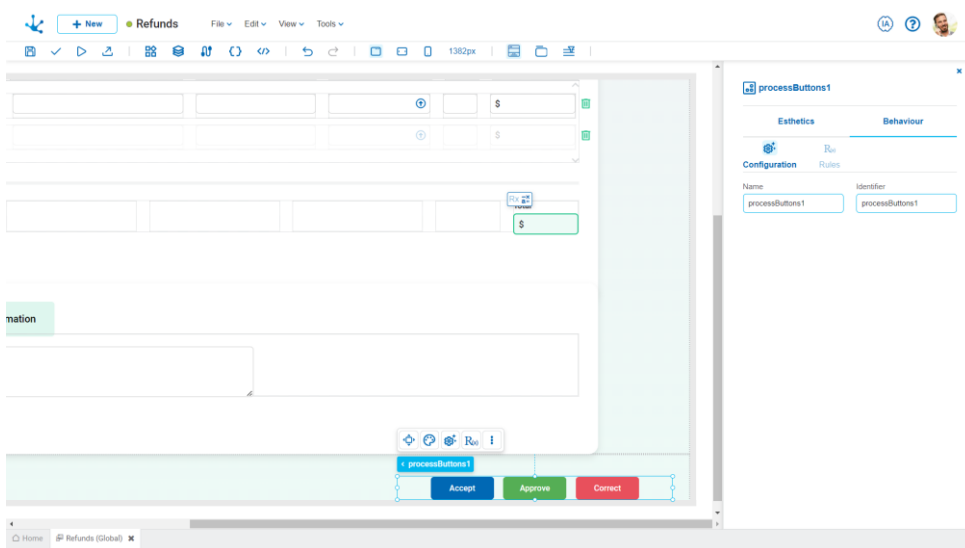 + New
Refunds
File
Edit
View
Tools
IA
?
1382px
processButtons1
Esthetics
Behaviour
Configuration
Rules
Name
Identifier
processButtons1
processButtons1
$
$
$
mation
< processButtons1
Accept
Approve
Correct
Home
Refunds (Global)